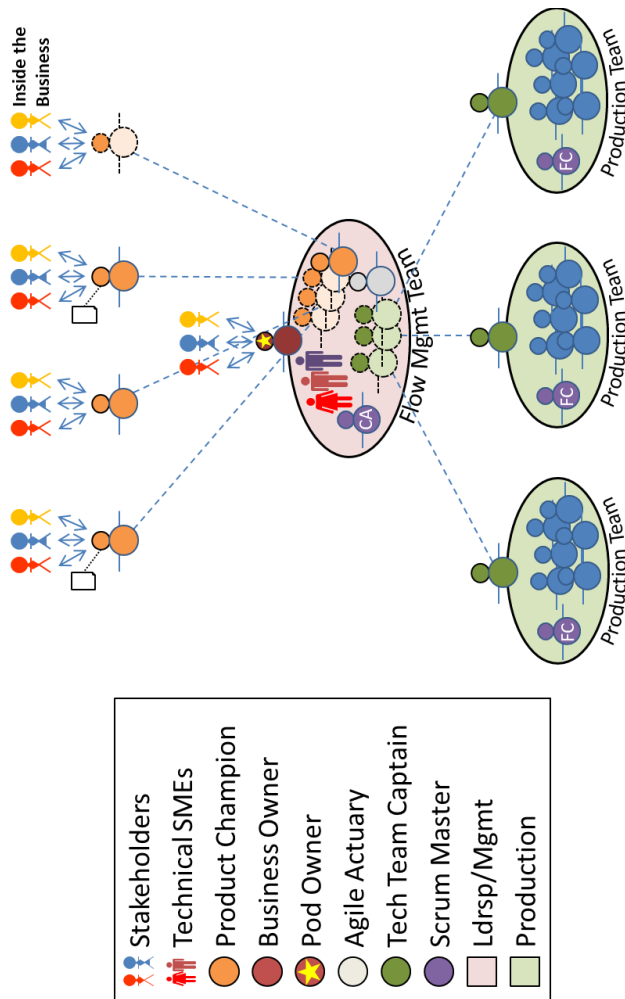 Inside the
Business
Flow Mgmt Team
CA
FC
Production Team
FC
Production Team
FC
Production Team
Stakeholders
Technical SMEs
Product Champion
Business Owner
Pod Owner
Agile Actuary
Tech Team Captain
Scrum Master
Ldrsp/Mgmt
Production